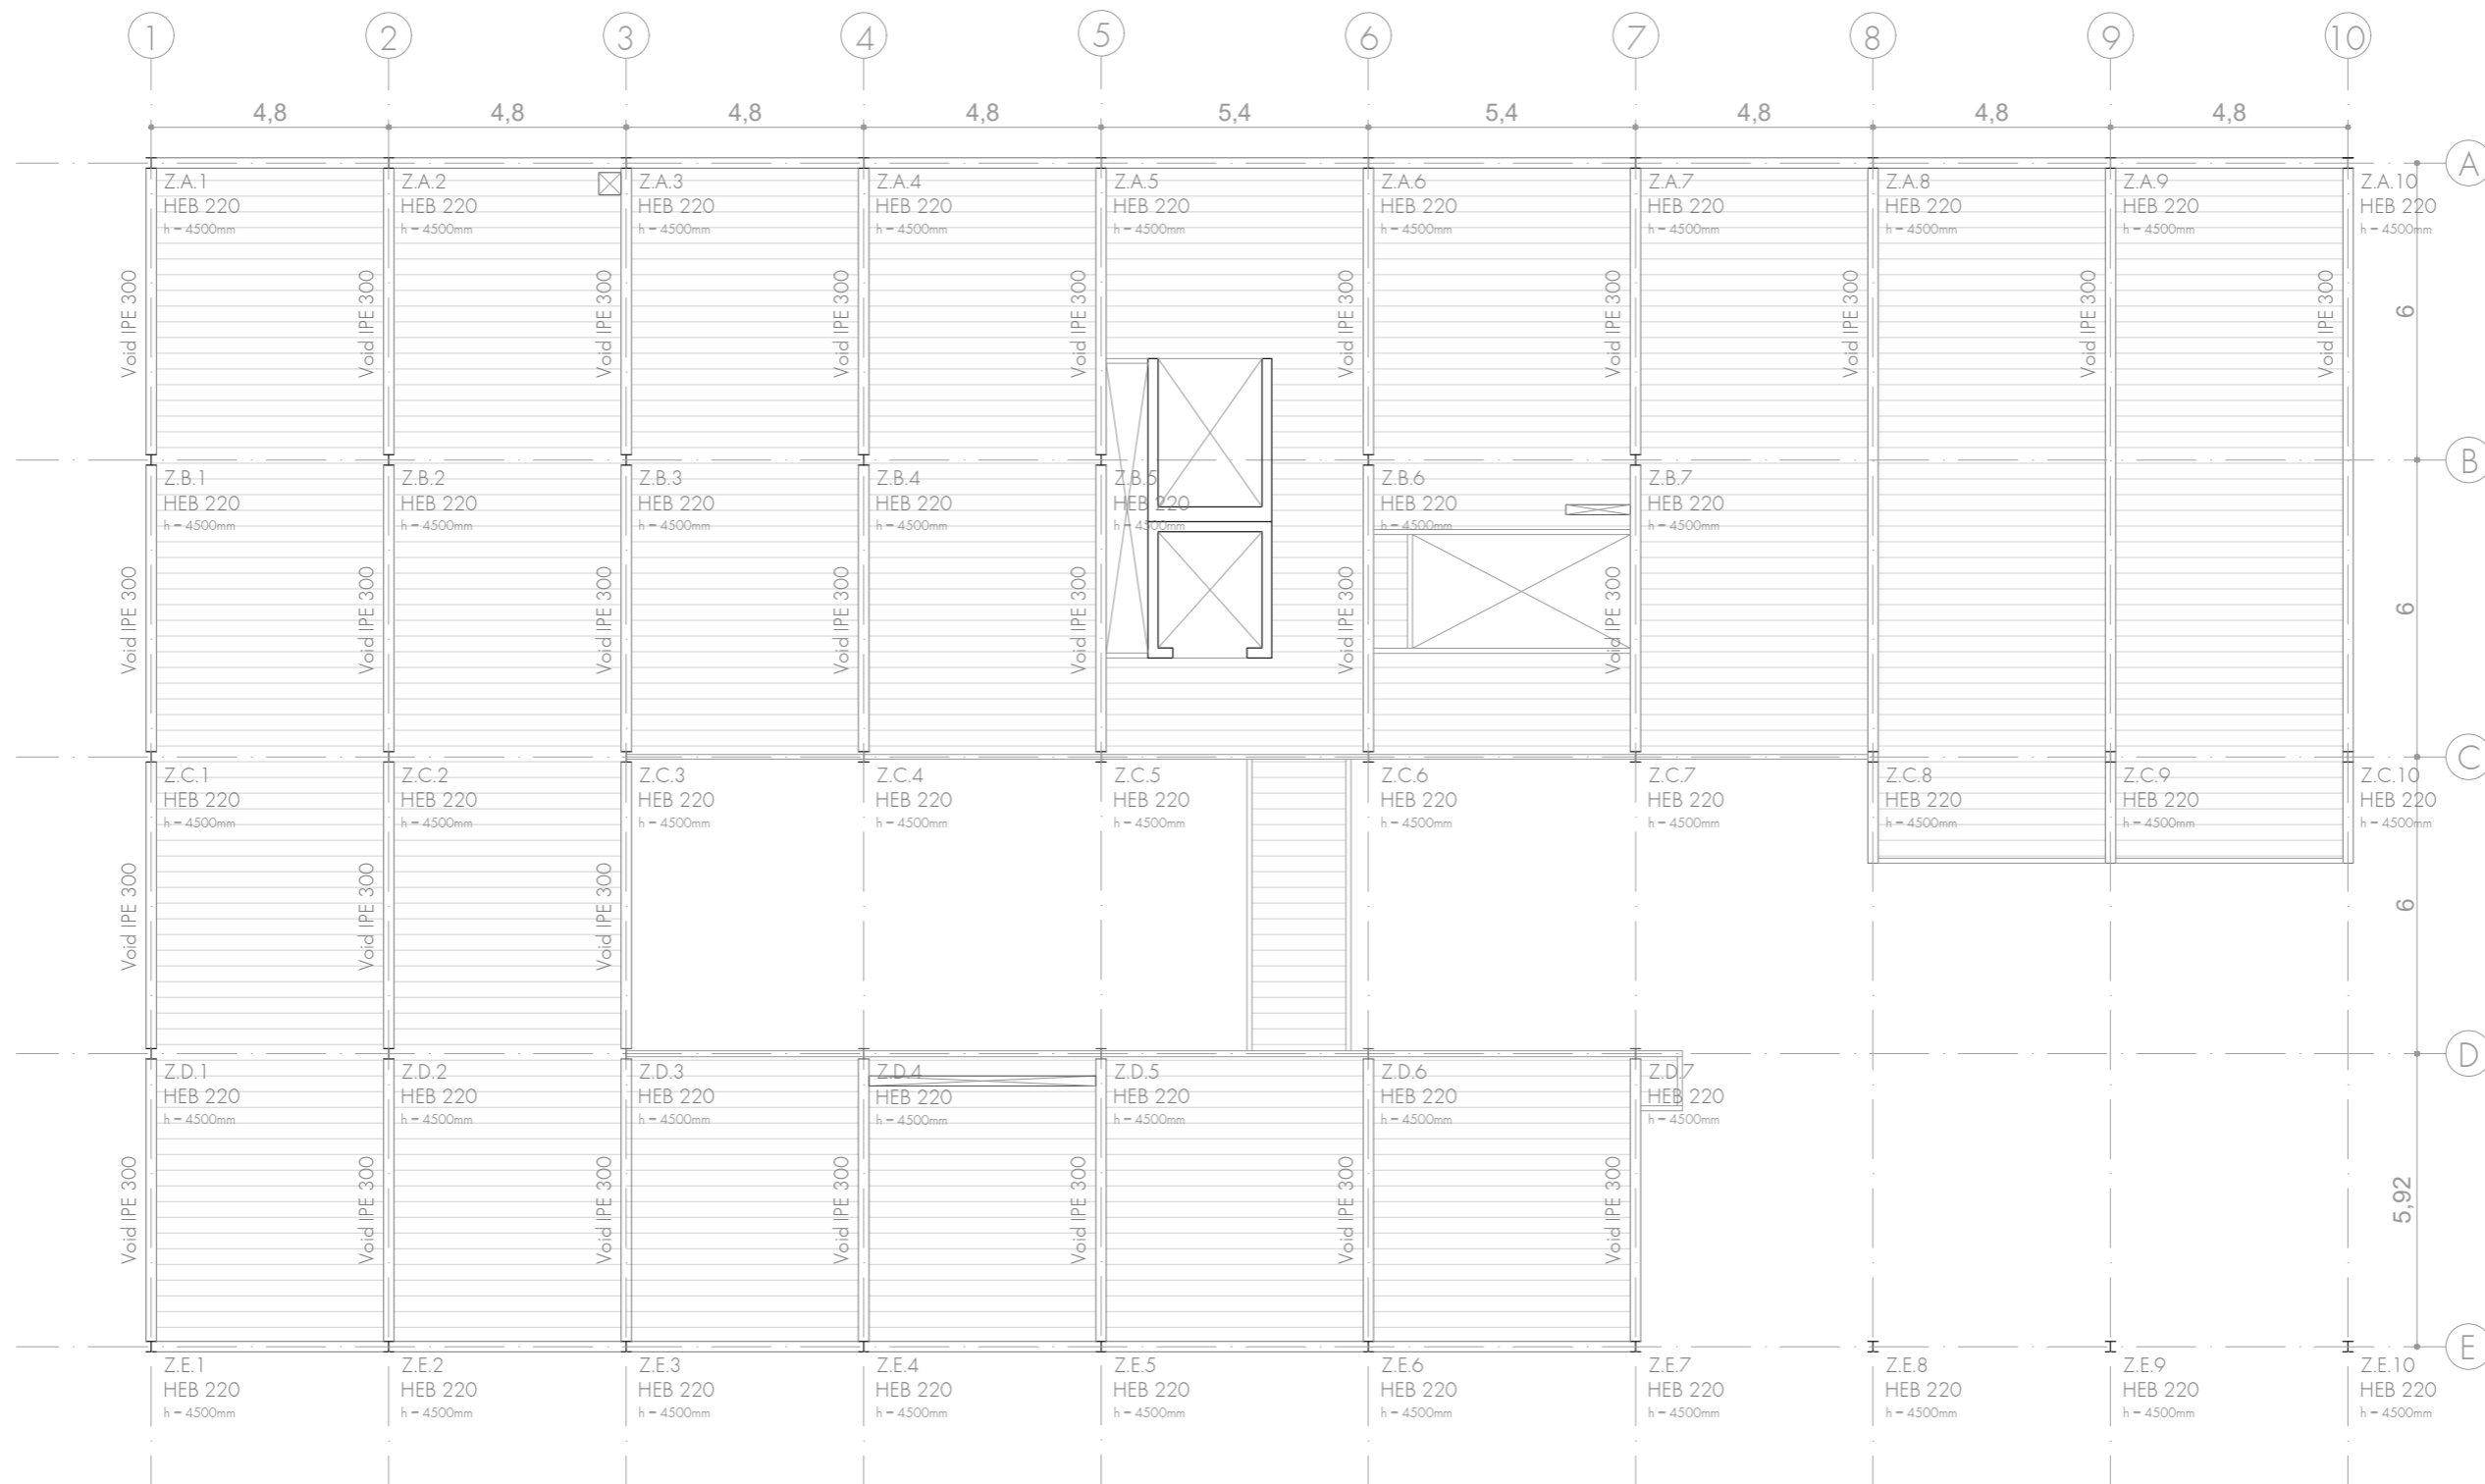 1 2 3 4 5 6 7 8 9 10
4,8 4,8 4,8 4,8 5,4 5,4 4,8 4,8 4,8
A
Z.A.1 Z.A.2 Z.A.3 Z.A.4 Z.A.5 Z.A.6 Z.A.7 Z.A.8 Z.A.9 Z.A.10
HEB 220 HEB 220 HEB 220 HEB 220 HEB 220 HEB 220 HEB 220 HEB 220 HEB 220 HEB 220
h = 4500mm h = 4500mm h = 4500mm h = 4500mm h = 4500mm h = 4500mm h = 4500mm h = 4500mm h = 4500mm h = 4500mm
Void IPE 300 Void IPE 300 Void IPE 300 Void IPE 300 Void IPE 300 Void IPE 300 Void IPE 300 Void IPE 300 Void IPE 300 Void IPE 300
6
B
Z.B.1 Z.B.2 Z.B.3 Z.B.4 Z.B.5 Z.B.6 Z.B.7
HEB 220 HEB 220 HEB 220 HEB 220 HEB 220 HEB 220 HEB 220
h = 4500mm h = 4500mm h = 4500mm h = 4500mm h = 4500mm h = 4500mm h = 4500mm
Void IPE 300 Void IPE 300 Void IPE 300 Void IPE 300 Void IPE 300 Void IPE 300 Void IPE 300
6
C
Z.C.1 Z.C.2 Z.C.3 Z.C.4 Z.C.5 Z.C.6 Z.C.7 Z.C.8 Z.C.9 Z.C.10
HEB 220 HEB 220 HEB 220 HEB 220 HEB 220 HEB 220 HEB 220 HEB 220 HEB 220 HEB 220
h = 4500mm h = 4500mm h = 4500mm h = 4500mm h = 4500mm h = 4500mm h = 4500mm h = 4500mm h = 4500mm h = 4500mm
Void IPE 300 Void IPE 300 Void IPE 300
6
D
Z.D.1 Z.D.2 Z.D.3 Z.D.4 Z.D.5 Z.D.6 Z.D.7
HEB 220 HEB 220 HEB 220 HEB 220 HEB 220 HEB 220 HEB 220
h = 4500mm h = 4500mm h = 4500mm h = 4500mm h = 4500mm h = 4500mm h = 4500mm
Void IPE 300 Void IPE 300 Void IPE 300 Void IPE 300 Void IPE 300 Void IPE 300 Void IPE 300
5,92
E
Z.E.1 Z.E.2 Z.E.3 Z.E.4 Z.E.5 Z.E.6 Z.E.7 Z.E.8 Z.E.9 Z.E.10
HEB 220 HEB 220 HEB 220 HEB 220 HEB 220 HEB 220 HEB 220 HEB 220 HEB 220 HEB 220
h = 4500mm h = 4500mm h = 4500mm h = 4500mm h = 4500mm h = 4500mm h = 4500mm h = 4500mm h = 4500mm h = 4500mm